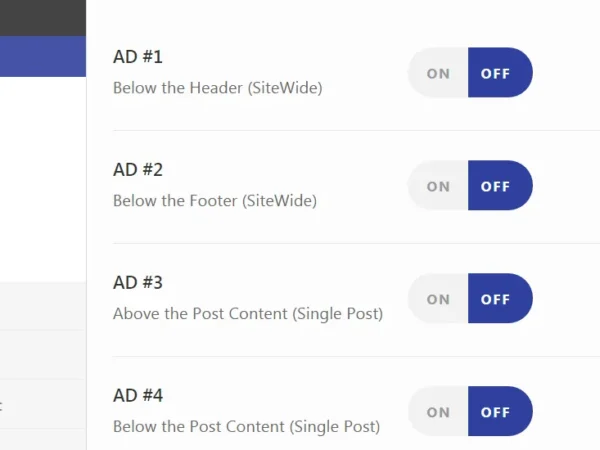 AD #1
ON OFF
Below the Header (SiteWide)
AD #2
ON OFF
Below the Footer (SiteWide)
AD #3
ON OFF
Above the Post Content (Single Post)
AD #4
ON OFF
Below the Post Content (Single Post)